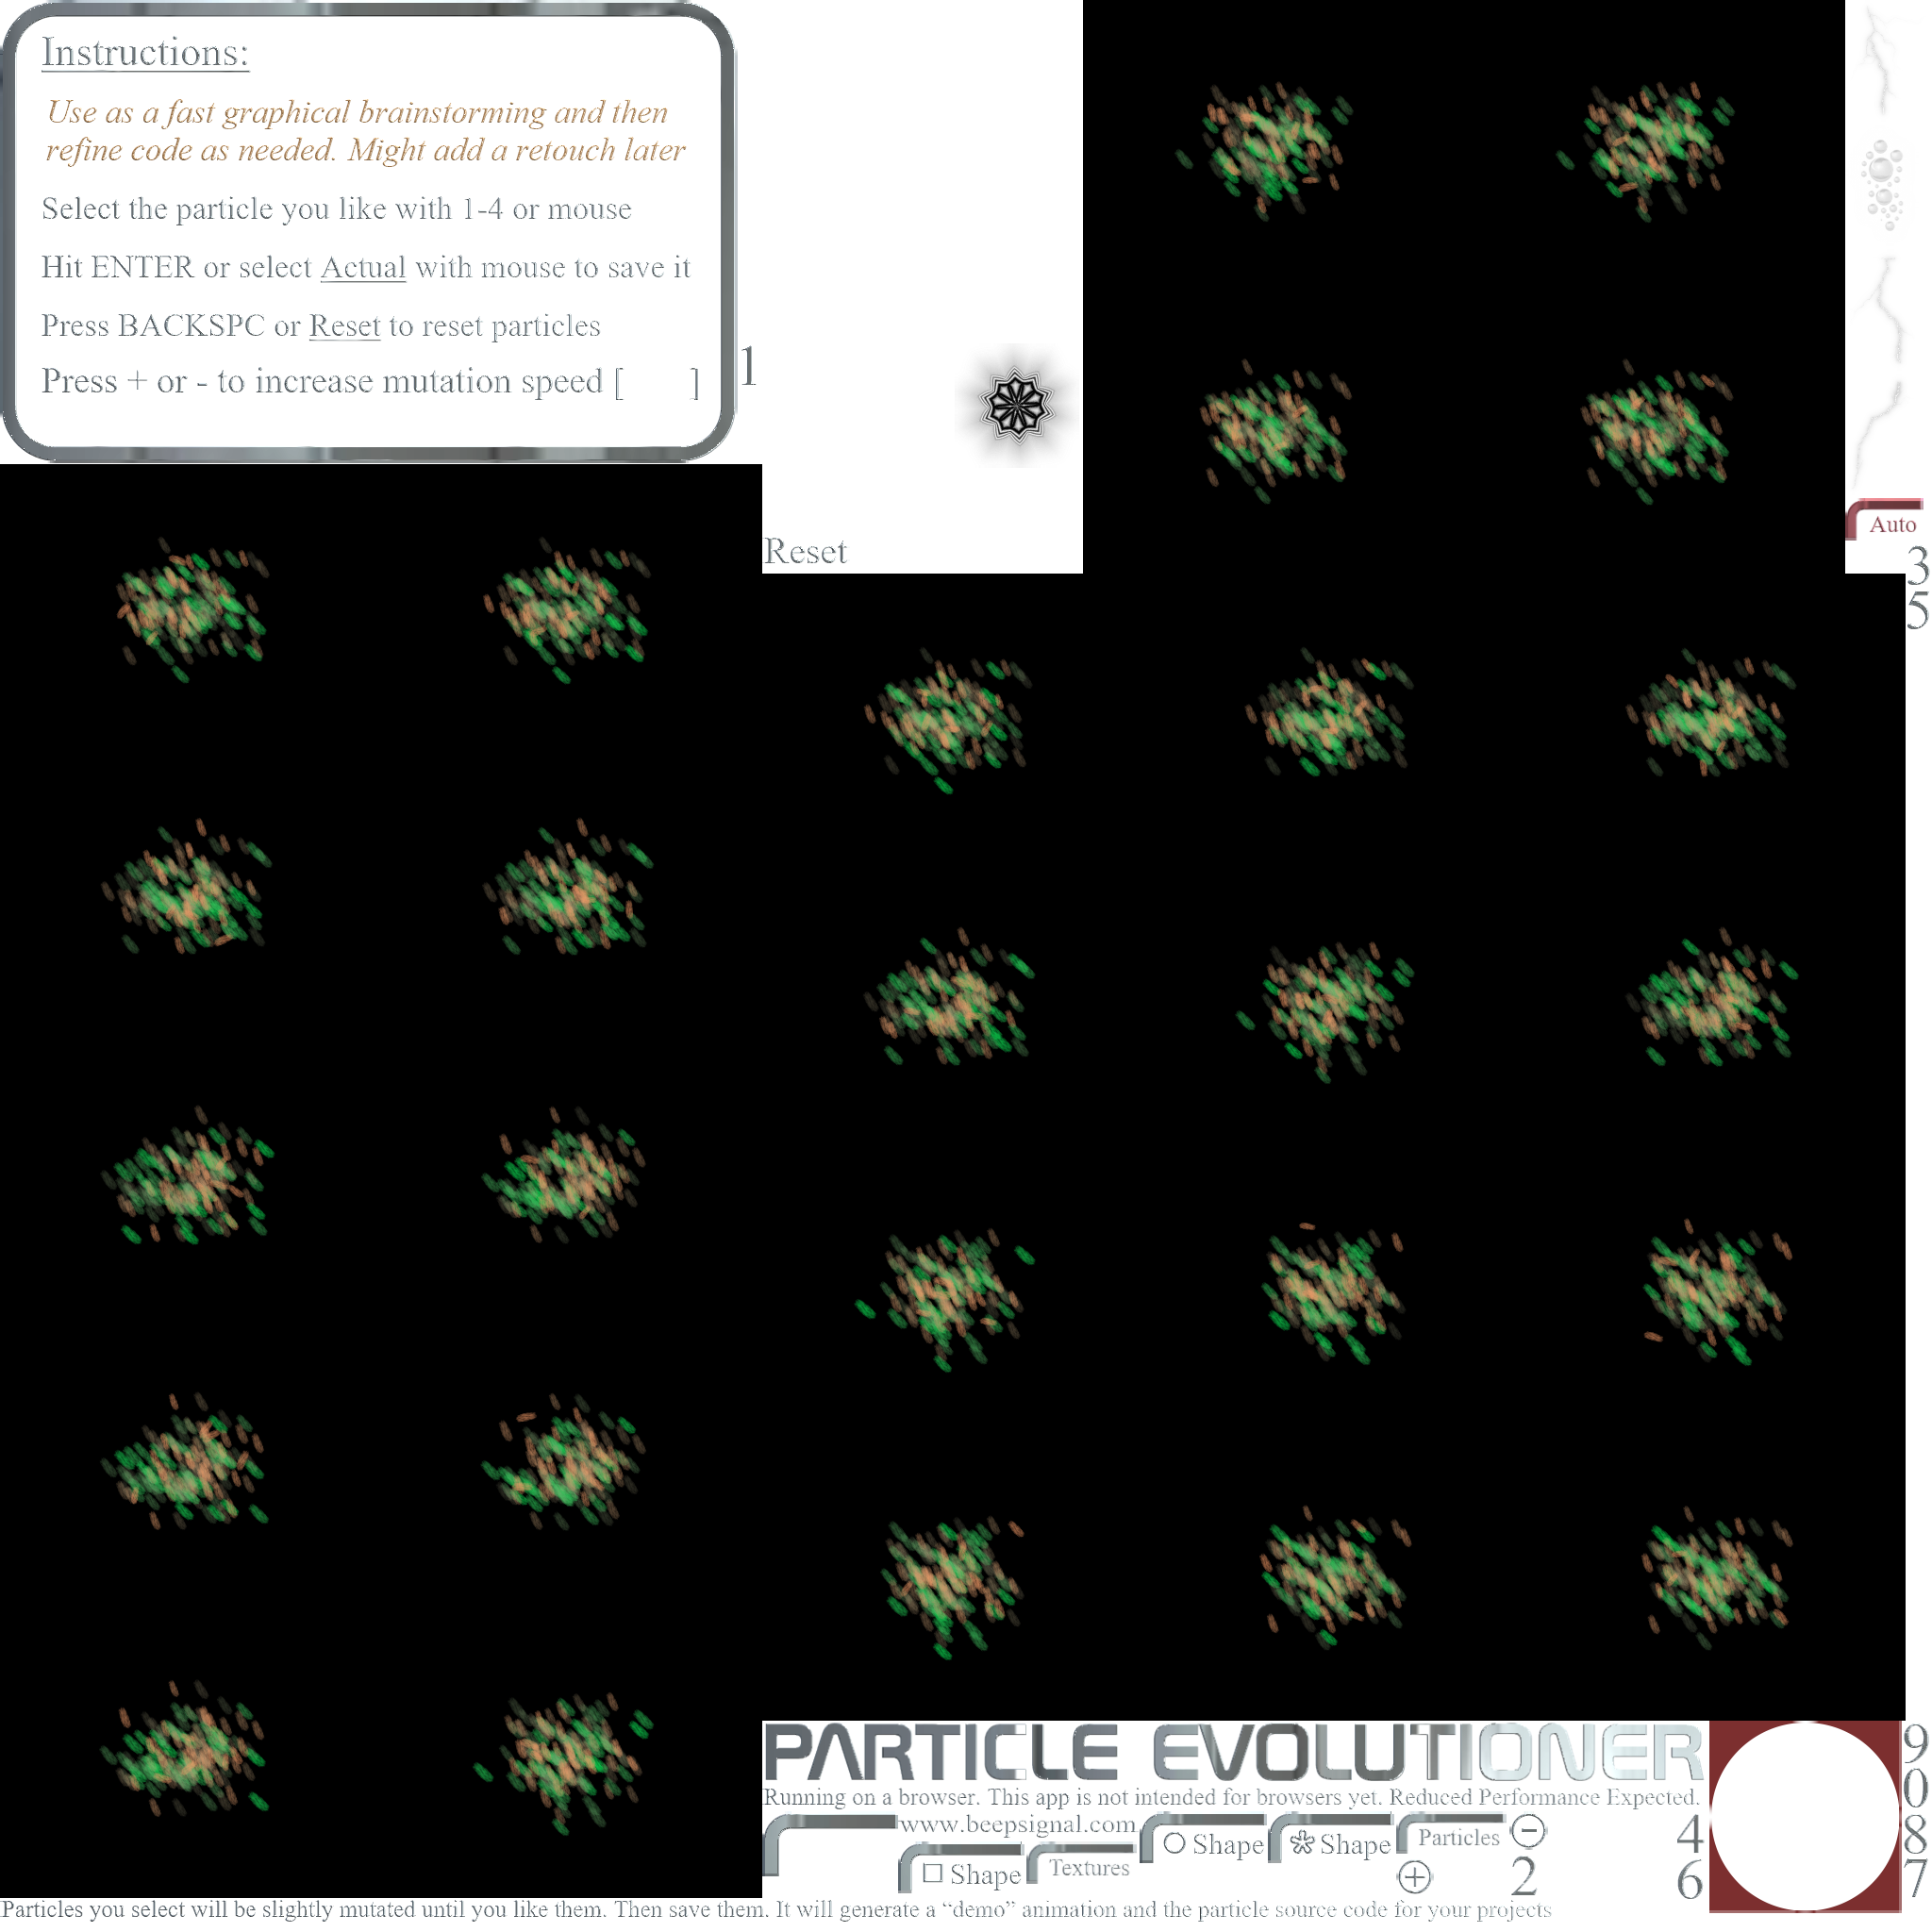 Instructions:
Use as a fast graphical brainstorming and then
refine code as needed. Might add a retouch later
Select the particle you like with 1-4 or mouse
Hit ENTER or select Actual with mouse to save it
Press BACKSPC or Reset to reset particles
Press + or - to increase mutation speed [ ]
1
Reset
Auto
3
5
PARTICLE EVOLUTIONER
Running on a browser. This app is not intended for browsers yet. Reduced Performance Expected.
www.beepsignal.com
Shape
Textures
Shape
Shape
Particles
2
4
6
9
0
8
7
Particles you select will be slightly mutated until you like them. Then save them. It will generate a “demo” animation and the particle source code for your projects